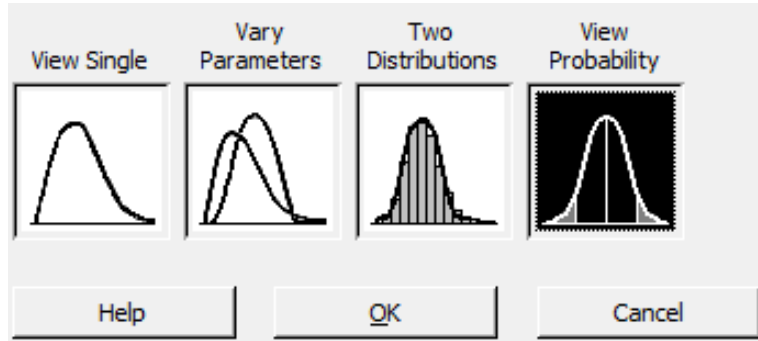 View Single
Vary
Parameters
Two
Distributions
View
Probability
Help
OK
Cancel